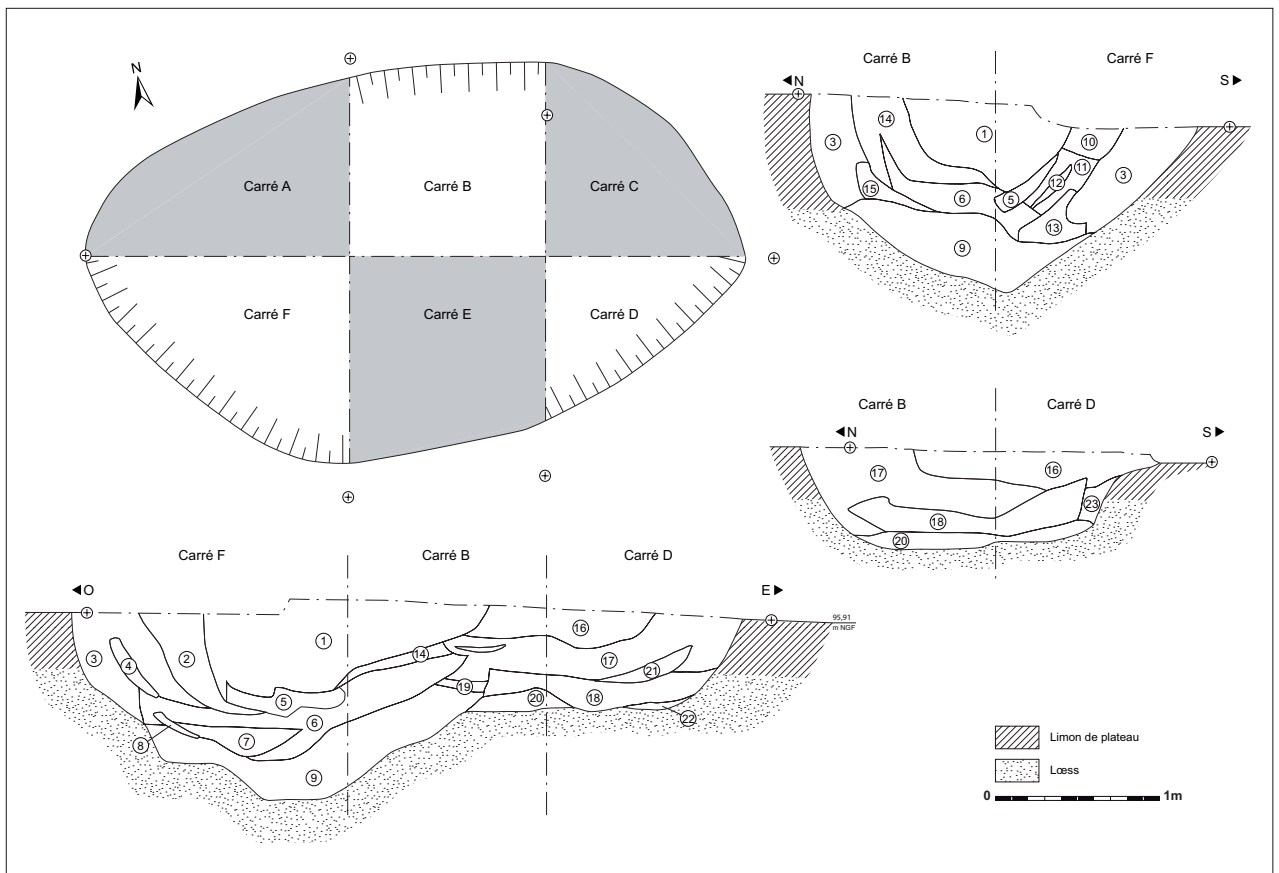 N
Carré A
Carré B
Carré C
Carré F
Carré E
Carré D
Carré B
Carré F
N
S
14
1
3
10
11
12
3
15
6
5
13
9
Carré B
Carré D
N
S
17
16
18
23
20
Carré F
Carré B
Carré D
O
E
95,91
m NGF
1
16
3
4
2
14
17
21
5
19
20
18
6
22
8
7
9
Limon de plateau
Lœss
0
1m